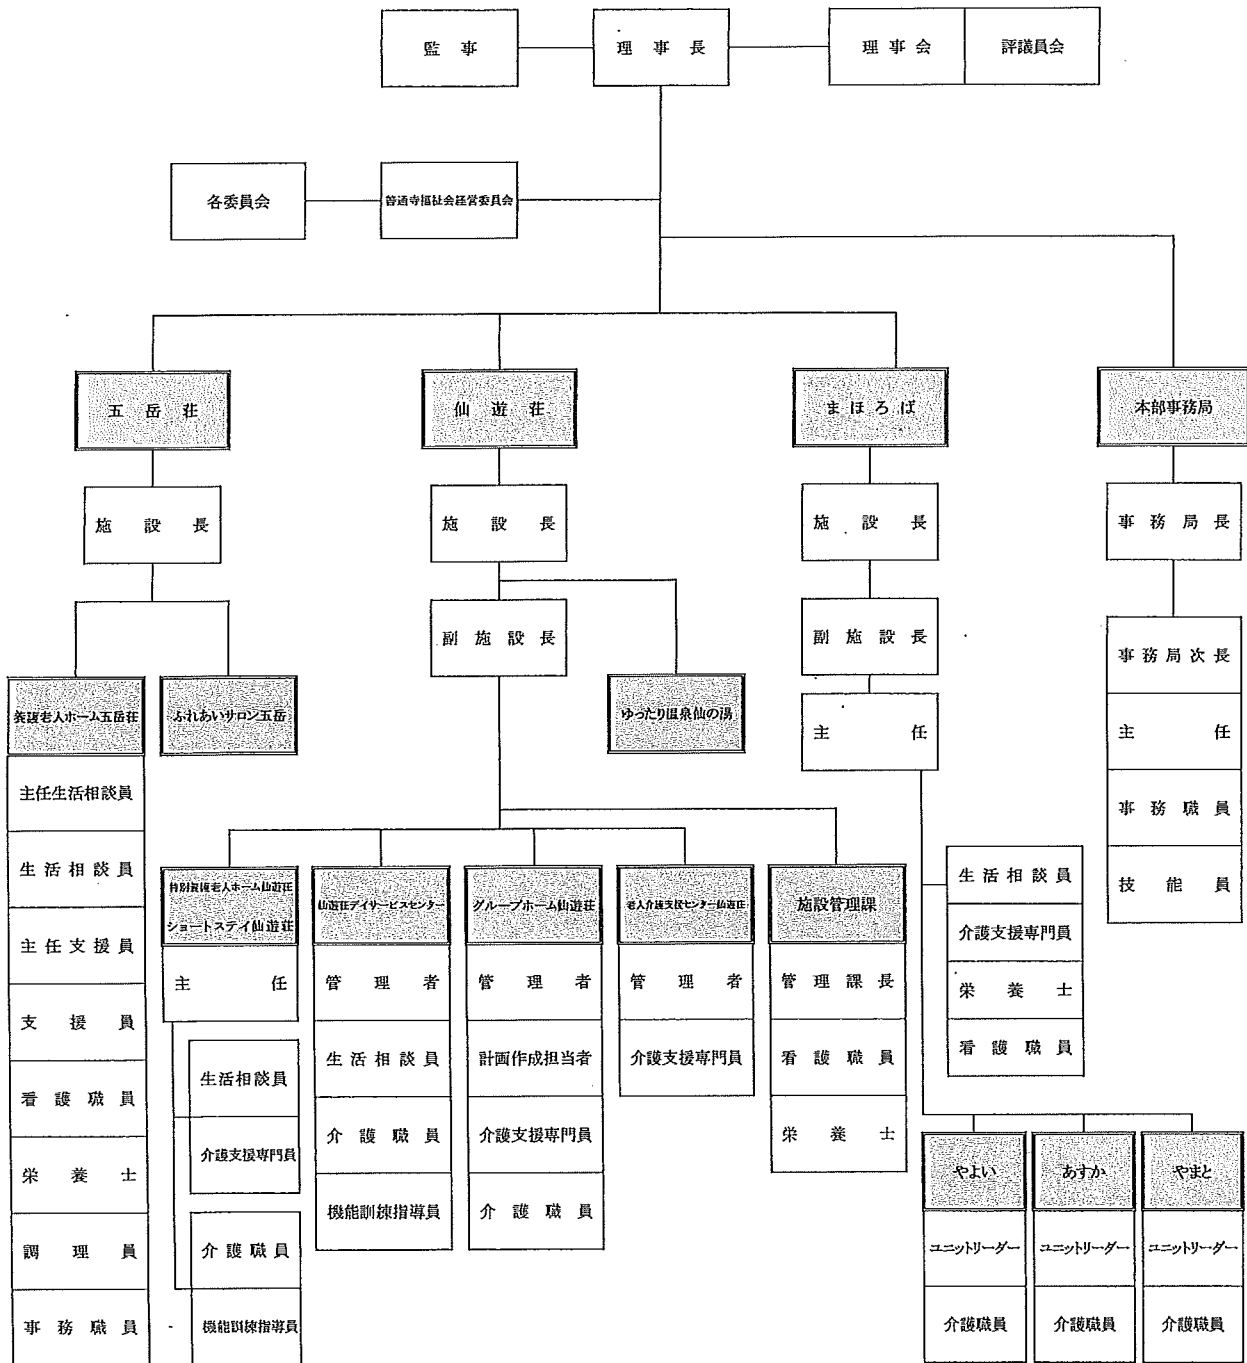 監事
理事長
理事会
評議員会
各委員会
善通寺福祉会経営委員会
五岳荘
仙遊荘
まほろば
本部事務局
施設長
施設長
施設長
事務局長
副施設長
副施設長
事務局次長
養護老人ホーム五岳荘
ふれあいサロン五岳
ゆったり温泉仙の湯
主任
主任
事務職員
技能員
主任生活相談員
生活相談員
主任支援員
支援員
看護職員
栄養士
調理員
事務職員
特別養護老人ホーム仙遊荘
ショートステイ仙遊荘
主任
生活相談員
介護支援専門員
介護職員
機能訓練指導員
仙遊荘デイサービスセンター
管理者
生活相談員
介護職員
機能訓練指導員
グループホーム仙遊荘
管理者
計画作成担当者
介護支援専門員
介護職員
老人介護支援センター仙遊荘
管理者
介護支援専門員
施設管理課
管理課長
看護職員
栄養士
生活相談員
介護支援専門員
栄養士
看護職員
やよい
ユニットリーダー
介護職員
あすか
ユニットリーダー
介護職員
やまと
ユニットリーダー
介護職員